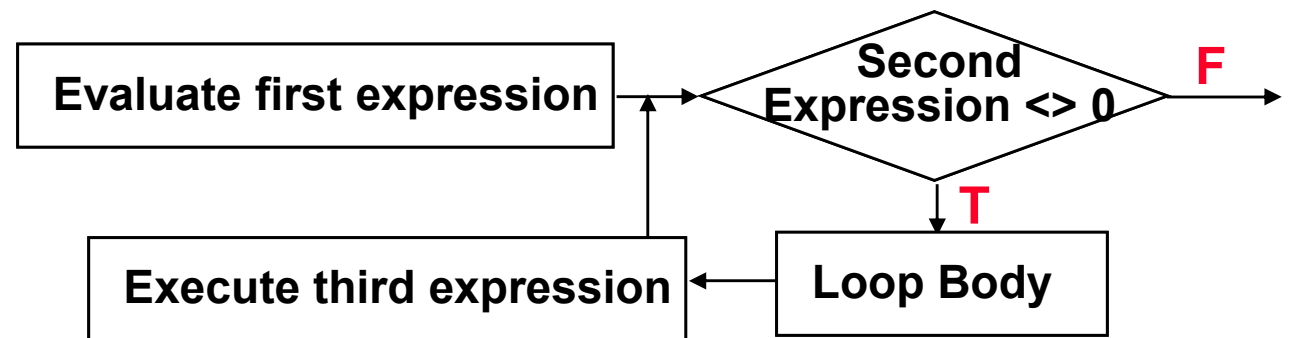 Evaluate first expression
Second
Expression <> 0
F
T
Execute third expression
Loop Body